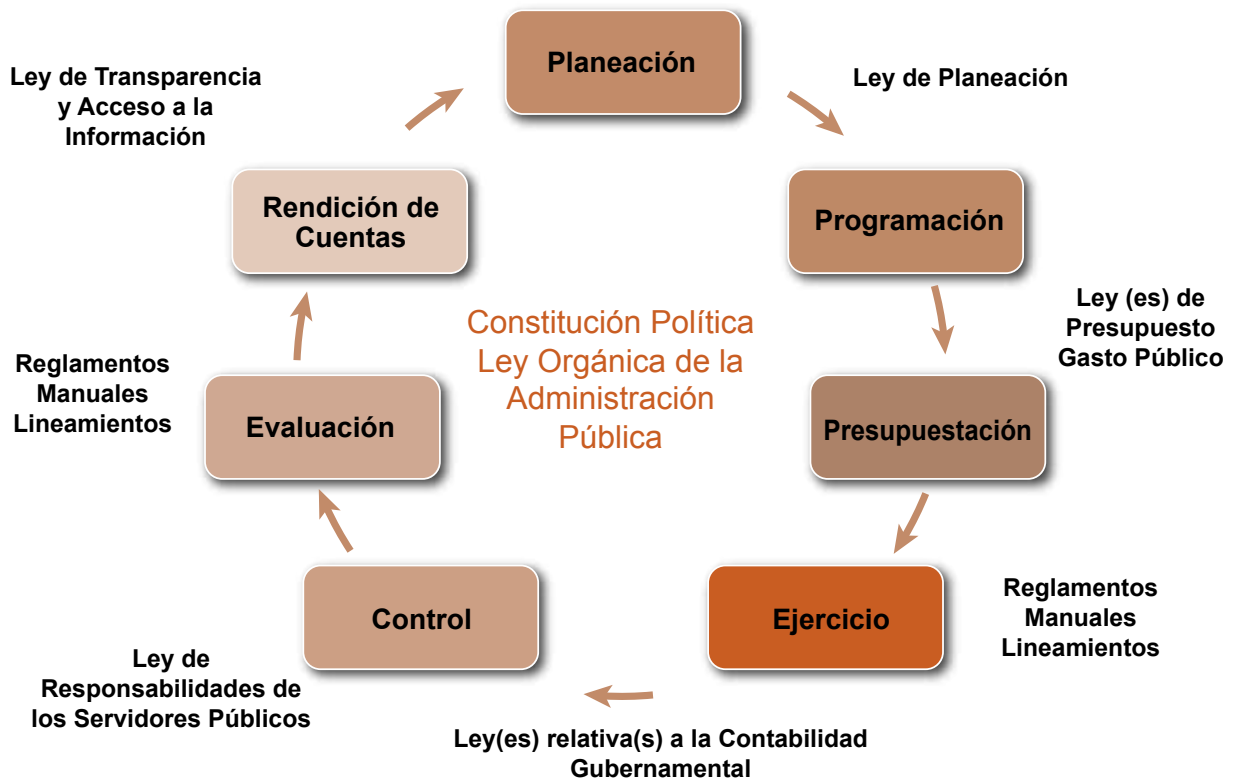 Planeación
Ley de Planeación
Programación
Ley (es) de
Presupuesto
Gasto Público
Presupuestación
Reglamentos
Manuales
Lineamientos
Ejercicio
Ley(es) relativa(s) a la Contabilidad
Gubernamental
Control
Ley de
Responsabilidades de
los Servidores Públicos
Evaluación
Reglamentos
Manuales
Lineamientos
Rendición de
Cuentas
Ley de Transparencia
y Acceso a la
Información
Constitución Política
Ley Orgánica de la
Administración
Pública